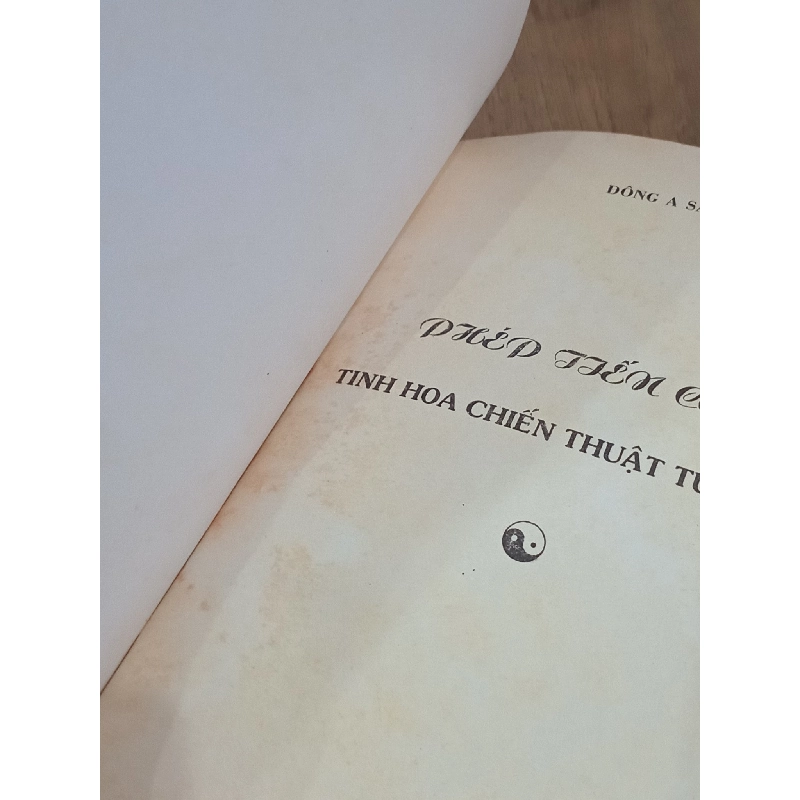 ĐÔNG A
PHÉP TIẾN
TINH HOA CHIẾN THUẬT